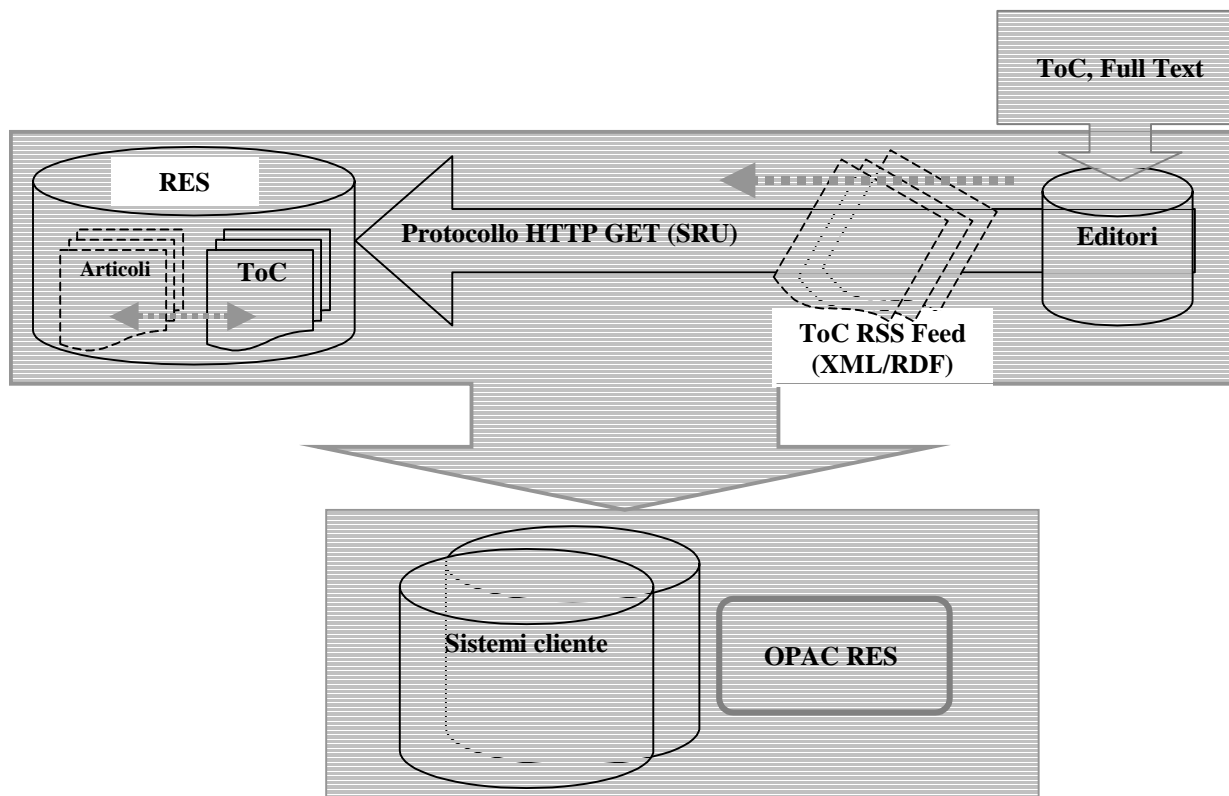 ToC, Full Text
RES
Articoli
ToC
Protocollo HTTP GET (SRU)
Editori
ToC RSS Feed
(XML/RDF)
Sistemi cliente
OPAC RES